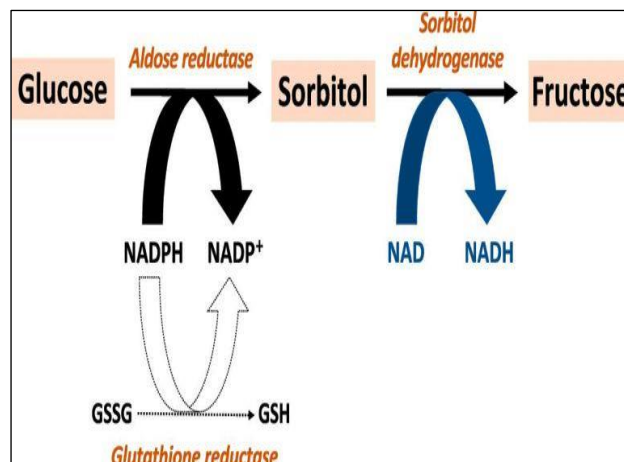 Aldose reductase
Sorbitol
dehydrogenase
Glucose
Sorbitol
Fructose
NADPH
NADP⁺
NAD
NADH
GSSG
GSH
Glutathione reductase